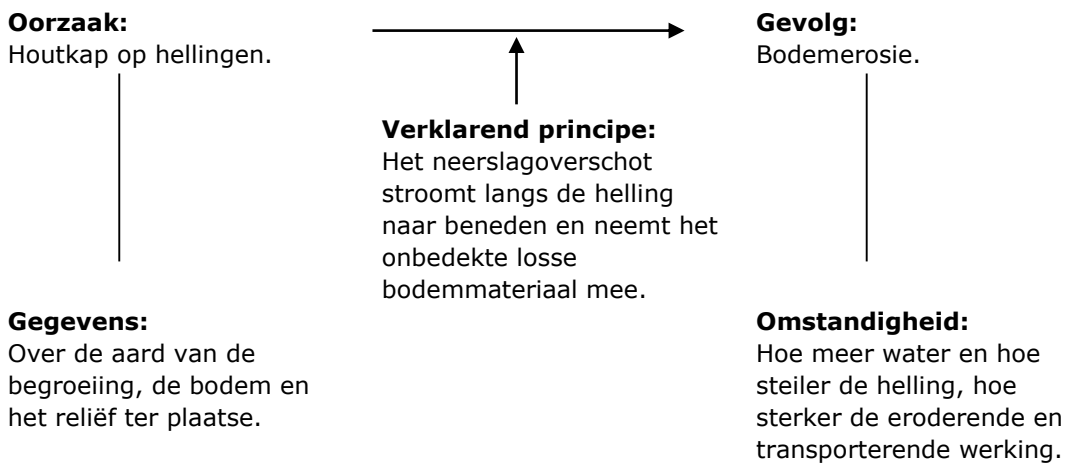 Oorzaak:
Houtkap op hellingen.
Gevolg:
Bodemerosie.
Verklarend principe:
Het neerslagoverschot
stroomt langs de helling
naar beneden en neemt het
onbedekte losse
bodemmateriaal mee.
Gegevens:
Over de aard van de
begroeiing, de bodem en
het reliëf ter plaatse.
Omstandigheid:
Hoe meer water en hoe
steiler de helling, hoe
sterker de eroderende en
transporterende werking.